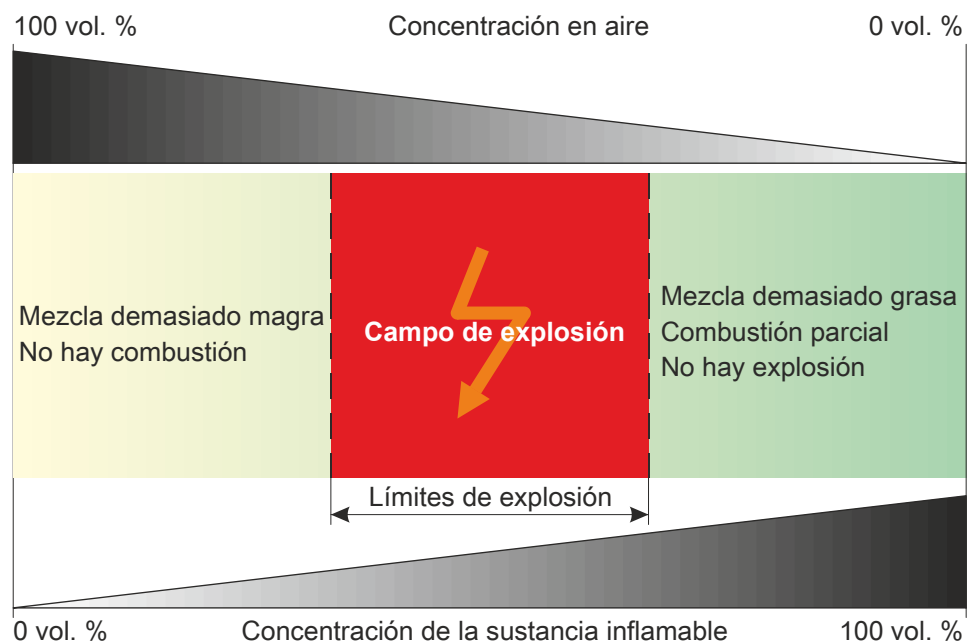 100 vol. % Concentración en aire 0 vol. %
Mezcla demasiado magra
No hay combustión
Campo de explosión
Mezcla demasiado grasa
Combustión parcial
No hay explosión
Límites de explosión
0 vol. % Concentración de la sustancia inflamable 100 vol. %